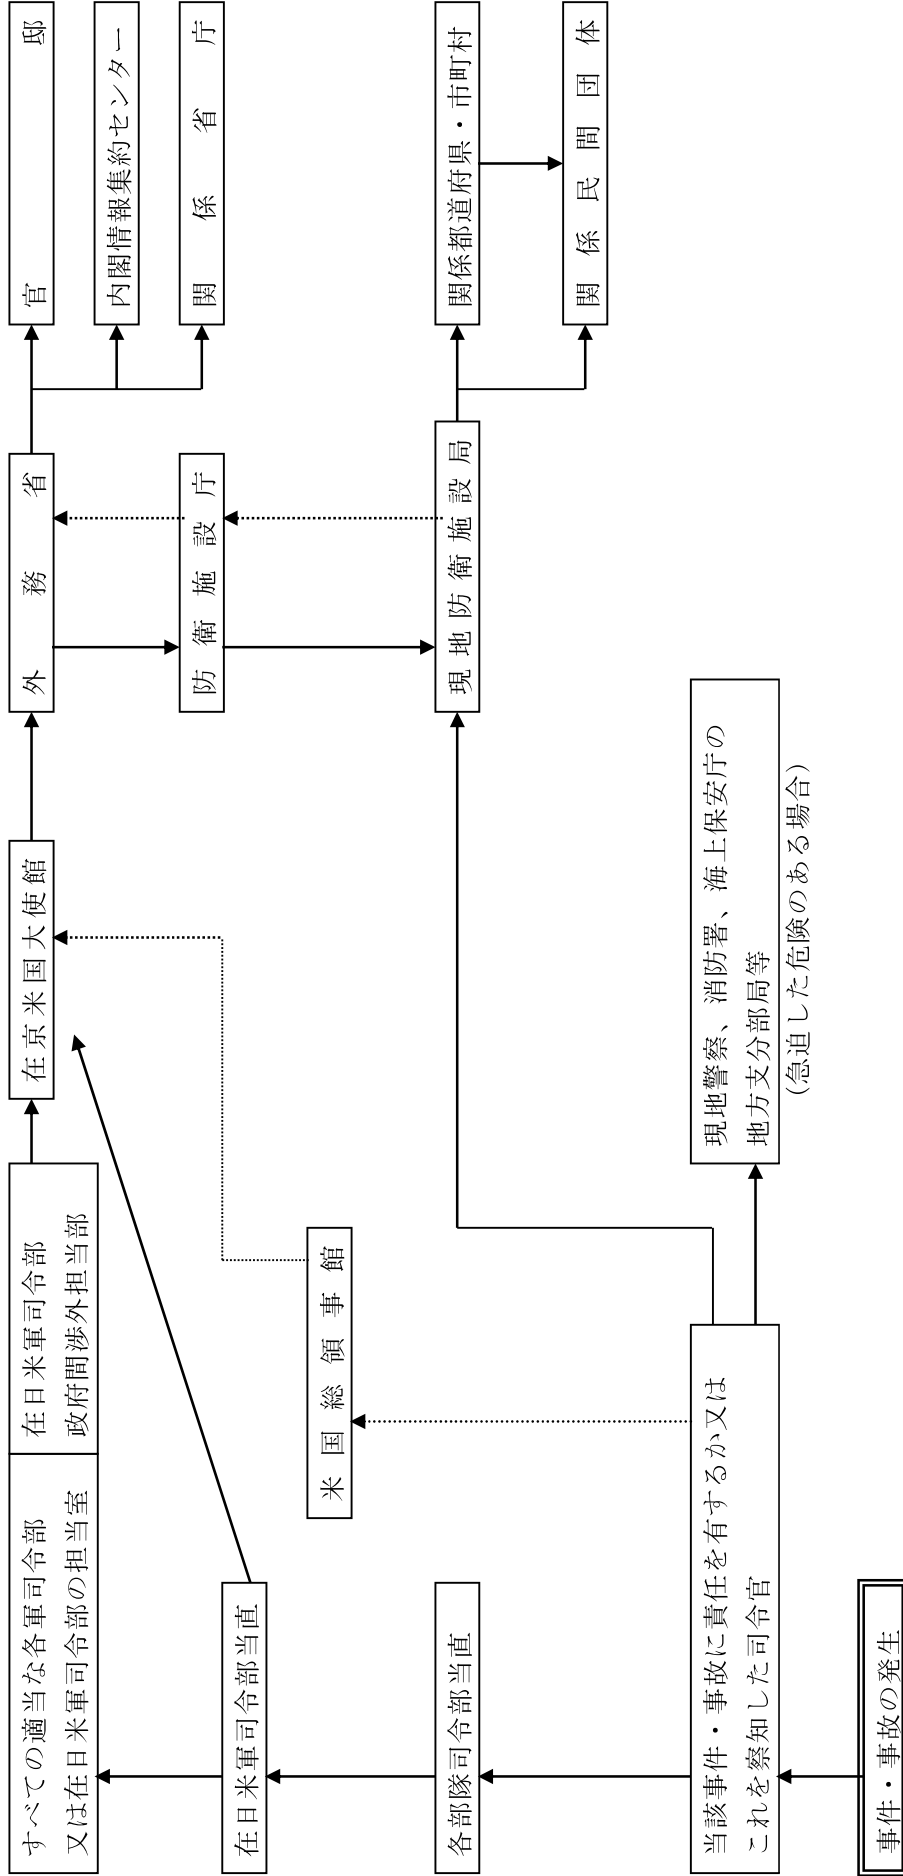 すべての適当な各軍司令部
又は在日米軍司令部の担当室
在日米軍司令部
政府間渉外担当部
在京米国大使館
外務省
官邸
内閣情報集約センター
在日米軍司令部当直
防衛施設庁
関係省庁
米国総領事館
各部隊司令部当直
現地防衛施設局
関係都道府県・市町村
関係民間団体
当該事件・事故に責任を有するか又は
これを察知した司令官
現地警察、消防署、海上保安庁の
地方支分部局等
(急迫した危険のある場合)
事件・事故の発生